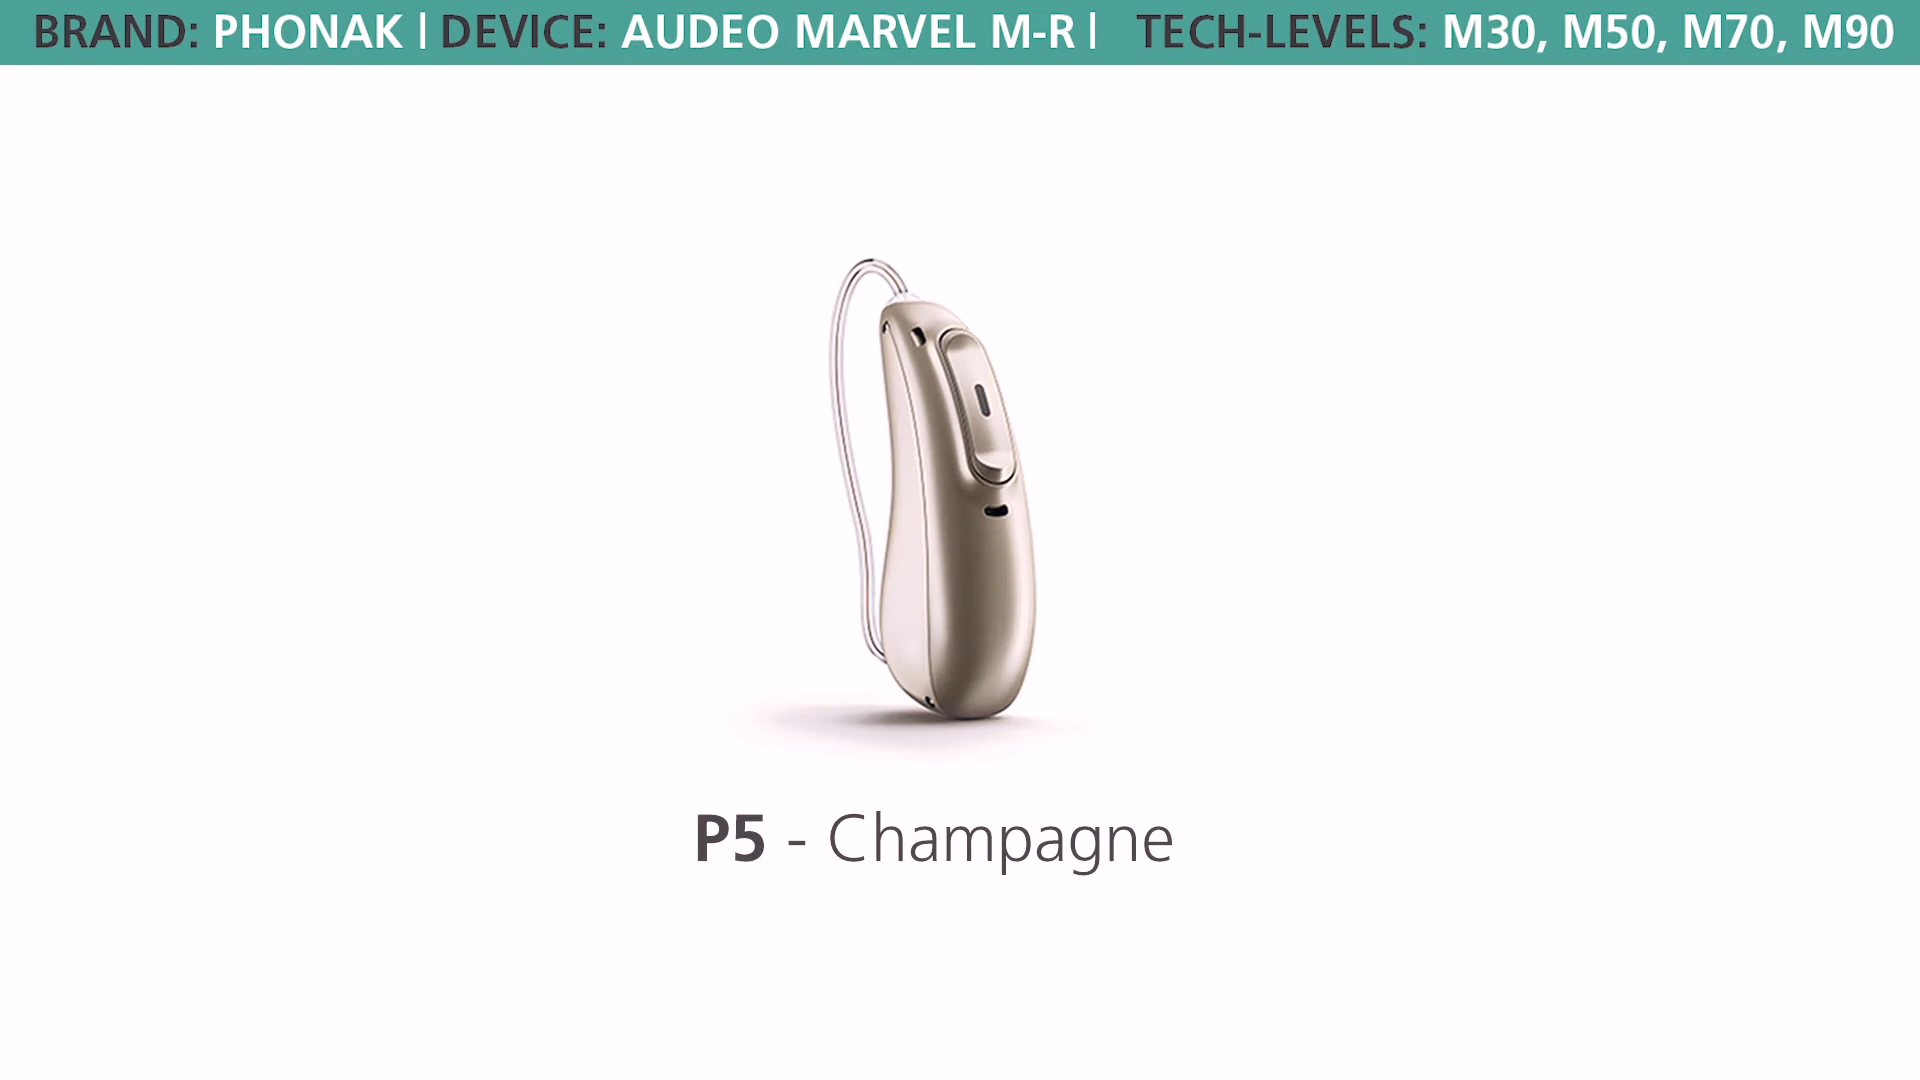 BRAND: PHONAK | DEVICE: AUDEO MARVEL M-R | TECH-LEVELS: M30, M50, M70, M90
P5 - Champagne